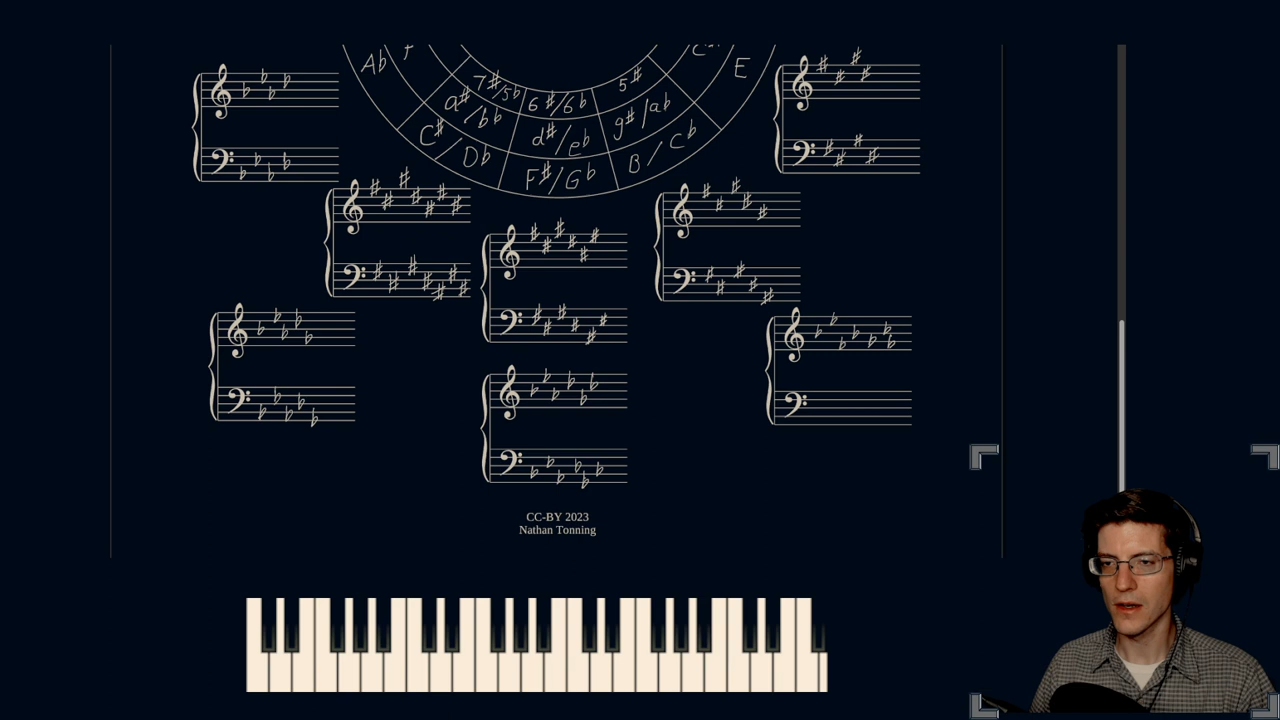 Ab
E
7#/5b
6#/6b
5#
a#/bb
d#/eb
g#/ab
C#/Db
F#/Gb
B/Cb
CC-BY 2023
Nathan Tonning